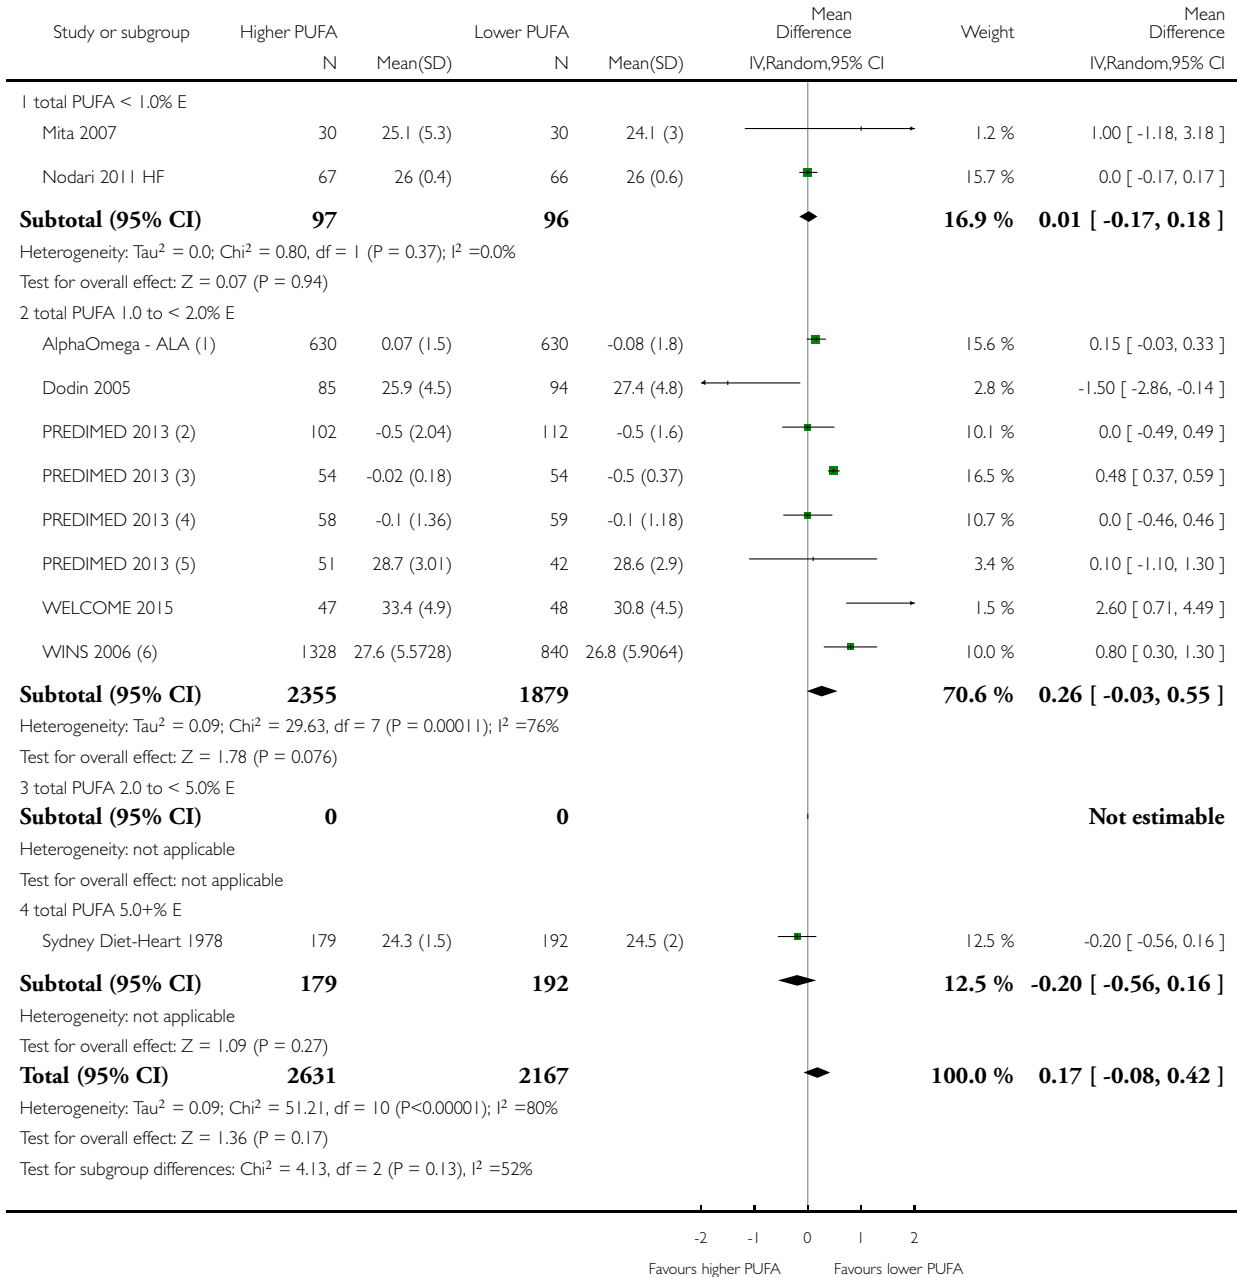 Study or subgroup Higher PUFA Lower PUFA Mean Difference Weight Mean Difference
N Mean(SD) N Mean(SD) IV,Random,95% CI IV,Random,95% CI
1 total PUFA < 1.0% E
Mita 2007 30 25.1 (5.3) 30 24.1 (3) 1.2 % 1.00 [ -1.18, 3.18 ]
Nodari 2011 HF 67 26 (0.4) 66 26 (0.6) 15.7 % 0.0 [ -0.17, 0.17 ]
Subtotal (95% CI) 97 96 16.9 % 0.01 [ -0.17, 0.18 ]
Heterogeneity: Tau² = 0.0; Chi² = 0.80, df = 1 (P = 0.37); I² =0.0%
Test for overall effect: Z = 0.07 (P = 0.94)
2 total PUFA 1.0 to < 2.0% E
AlphaOmega - ALA (1) 630 0.07 (1.5) 630 -0.08 (1.8) 15.6 % 0.15 [ -0.03, 0.33 ]
Dodin 2005 85 25.9 (4.5) 94 27.4 (4.8) 2.8 % -1.50 [ -2.86, -0.14 ]
PREDIMED 2013 (2) 102 -0.5 (2.04) 112 -0.5 (1.6) 10.1 % 0.0 [ -0.49, 0.49 ]
PREDIMED 2013 (3) 54 -0.02 (0.18) 54 -0.5 (0.37) 16.5 % 0.48 [ 0.37, 0.59 ]
PREDIMED 2013 (4) 58 -0.1 (1.36) 59 -0.1 (1.18) 10.7 % 0.0 [ -0.46, 0.46 ]
PREDIMED 2013 (5) 51 28.7 (3.01) 42 28.6 (2.9) 3.4 % 0.10 [ -1.10, 1.30 ]
WELCOME 2015 47 33.4 (4.9) 48 30.8 (4.5) 1.5 % 2.60 [ 0.71, 4.49 ]
WINS 2006 (6) 1328 27.6 (5.5728) 840 26.8 (5.9064) 10.0 % 0.80 [ 0.30, 1.30 ]
Subtotal (95% CI) 2355 1879 70.6 % 0.26 [ -0.03, 0.55 ]
Heterogeneity: Tau² = 0.09; Chi² = 29.63, df = 7 (P = 0.00011); I² =76%
Test for overall effect: Z = 1.78 (P = 0.076)
3 total PUFA 2.0 to < 5.0% E
Subtotal (95% CI) 0 0 Not estimable
Heterogeneity: not applicable
Test for overall effect: not applicable
4 total PUFA 5.0+% E
Sydney Diet-Heart 1978 179 24.3 (1.5) 192 24.5 (2) 12.5 % -0.20 [ -0.56, 0.16 ]
Subtotal (95% CI) 179 192 12.5 % -0.20 [ -0.56, 0.16 ]
Heterogeneity: not applicable
Test for overall effect: Z = 1.09 (P = 0.27)
Total (95% CI) 2631 2167 100.0 % 0.17 [ -0.08, 0.42 ]
Heterogeneity: Tau² = 0.09; Chi² = 51.21, df = 10 (P<0.00001); I² =80%
Test for overall effect: Z = 1.36 (P = 0.17)
Test for subgroup differences: Chi² = 4.13, df = 2 (P = 0.13), I² =52%
-2 -1 0 1 2
Favours higher PUFA Favours lower PUFA